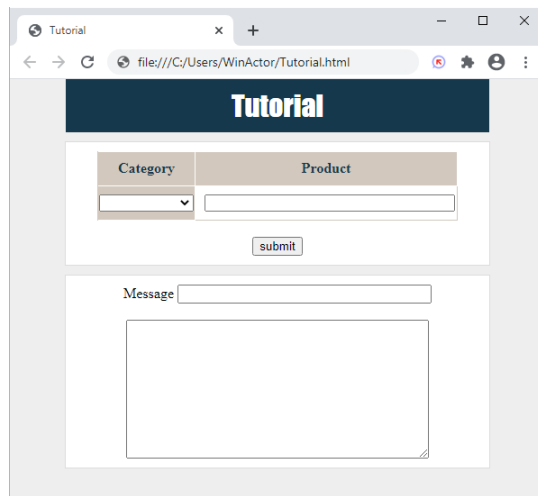 Tutorial
file:///C:/Users/WinActor/Tutorial.html
Tutorial
Category Product
submit
Message